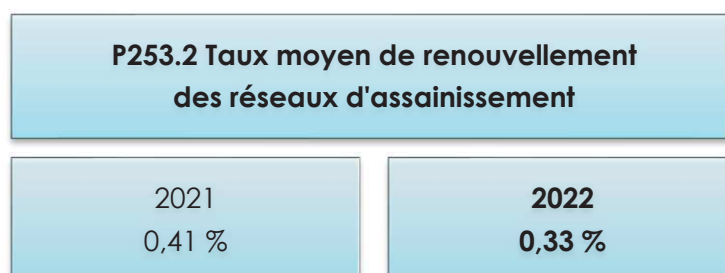 P253.2 Taux moyen de renouvellement
des réseaux d'assainissement
2021
0,41 %
2022
0,33 %